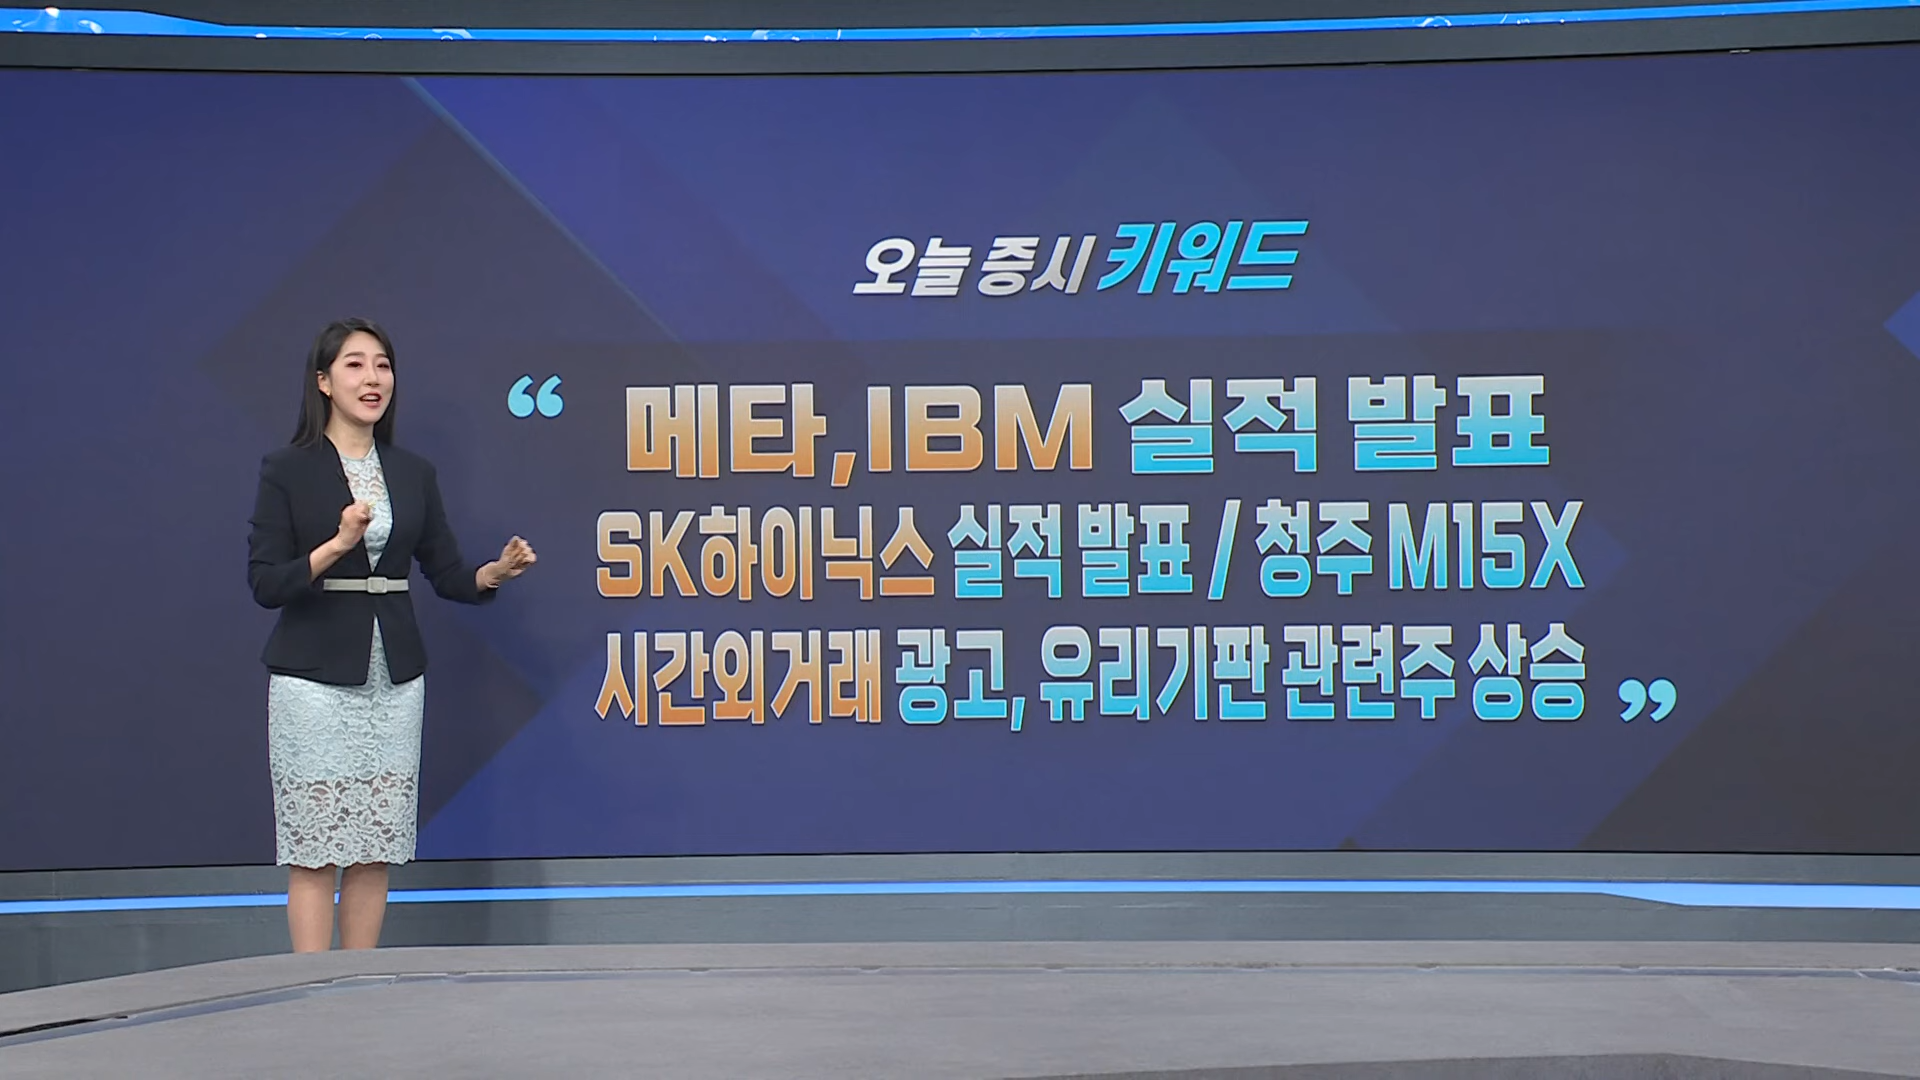 오늘 증시 키워드
“ 메타,IBM 실적 발표
SK하이닉스 실적 발표 / 청주 M15X
시간외거래 광고, 유리기판 관련주 상승 ”